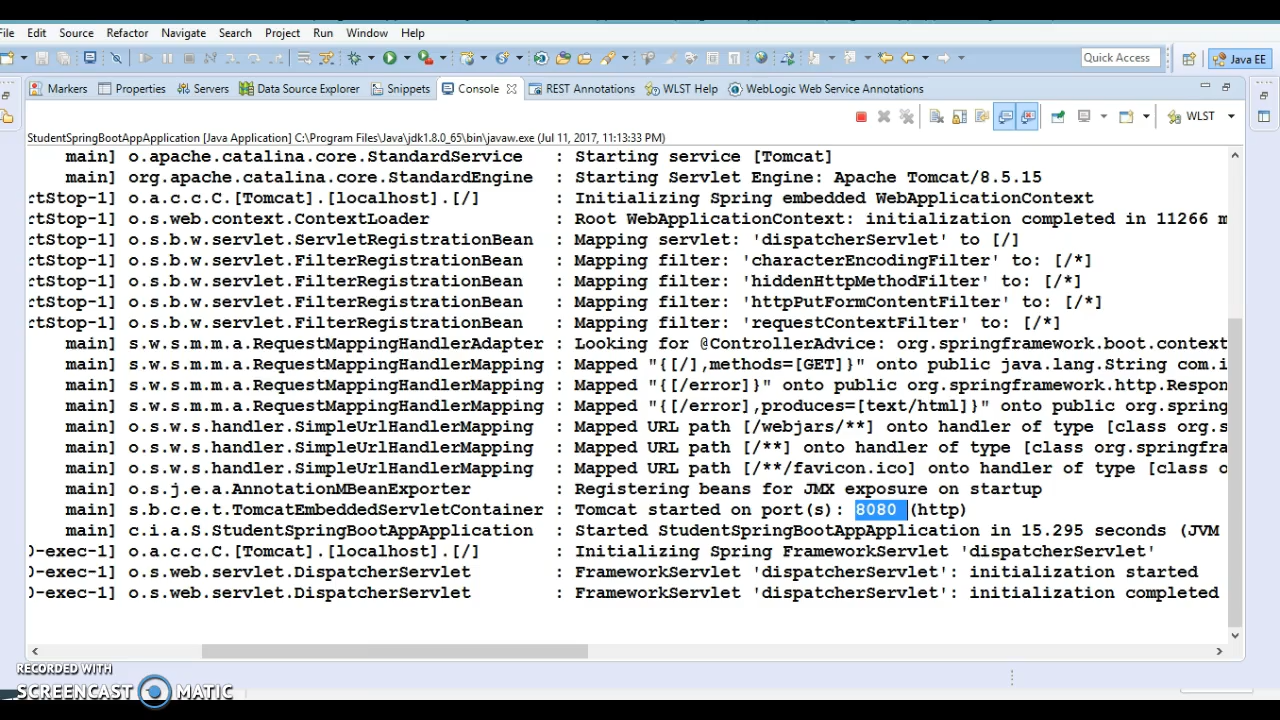 File Edit Source Refactor Navigate Search Project Run Window Help
Quick Access Java EE
Markers Properties Servers Data Source Explorer Snippets Console REST Annotations WLST Help WebLogic Web Service Annotations
WLST
StudentSpringBootAppApplication [Java Application] C:\Program Files\Java\jdk1.8.0_65\bin\javaw.exe (Jul 11, 2017, 11:13:33 PM)
main] o.apache.catalina.core.StandardService : Starting service [Tomcat]
main] org.apache.catalina.core.StandardEngine : Starting Servlet Engine: Apache Tomcat/8.5.15
rtStop-1] o.a.c.c.C.[Tomcat].[localhost].[/] : Initializing Spring embedded WebApplicationContext
rtStop-1] o.s.web.context.ContextLoader : Root WebApplicationContext: initialization completed in 11266 m
rtStop-1] o.s.b.w.servlet.ServletRegistrationBean : Mapping servlet: 'dispatcherServlet' to [/]
rtStop-1] o.s.b.w.servlet.FilterRegistrationBean : Mapping filter: 'characterEncodingFilter' to: [/*]
rtStop-1] o.s.b.w.servlet.FilterRegistrationBean : Mapping filter: 'hiddenHttpMethodFilter' to: [/*]
rtStop-1] o.s.b.w.servlet.FilterRegistrationBean : Mapping filter: 'httpPutFormContentFilter' to: [/*]
rtStop-1] o.s.b.w.servlet.FilterRegistrationBean : Mapping filter: 'requestContextFilter' to: [/*]
main] s.w.s.m.m.a.RequestMappingHandlerAdapter : Looking for @ControllerAdvice: org.springframework.boot.context
main] s.w.s.m.m.a.RequestMappingHandlerMapping : Mapped "{[/],methods=[GET]}" onto public java.lang.String com.i
main] s.w.s.m.m.a.RequestMappingHandlerMapping : Mapped "{[/error]}" onto public org.springframework.http.Respon
main] s.w.s.m.m.a.RequestMappingHandlerMapping : Mapped "{[/error],produces=[text/html]}" onto public org.spring
main] o.s.w.s.handler.SimpleUrlHandlerMapping : Mapped URL path [/webjars/**] onto handler of type [class org.s
main] o.s.w.s.handler.SimpleUrlHandlerMapping : Mapped URL path [/**] onto handler of type [class org.springfra
main] o.s.w.s.handler.SimpleUrlHandlerMapping : Mapped URL path [/**/favicon.ico] onto handler of type [class o
main] o.s.j.e.a.AnnotationMBeanExporter : Registering beans for JMX exposure on startup
main] s.b.c.e.t.TomcatEmbeddedServletContainer : Tomcat started on port(s): 8080 (http)
main] c.i.a.StudentSpringBootAppApplication : Started StudentSpringBootAppApplication in 15.295 seconds (JVM
0-exec-1] o.a.c.c.C.[Tomcat].[localhost].[/] : Initializing Spring FrameworkServlet 'dispatcherServlet'
0-exec-1] o.s.web.servlet.DispatcherServlet : FrameworkServlet 'dispatcherServlet': initialization started
0-exec-1] o.s.web.servlet.DispatcherServlet : FrameworkServlet 'dispatcherServlet': initialization completed
RECORDED WITH
SCREENCAST MATIC